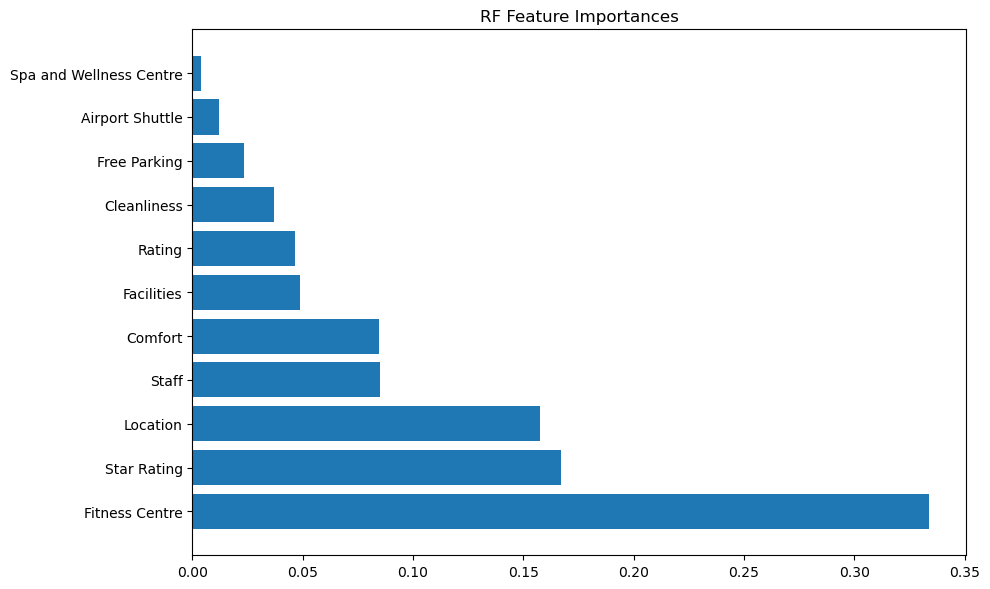 RF Feature Importances
Spa and Wellness Centre
Airport Shuttle
Free Parking
Cleanliness
Rating
Facilities
Comfort
Staff
Location
Star Rating
Fitness Centre
0.00 0.05 0.10 0.15 0.20 0.25 0.30 0.35